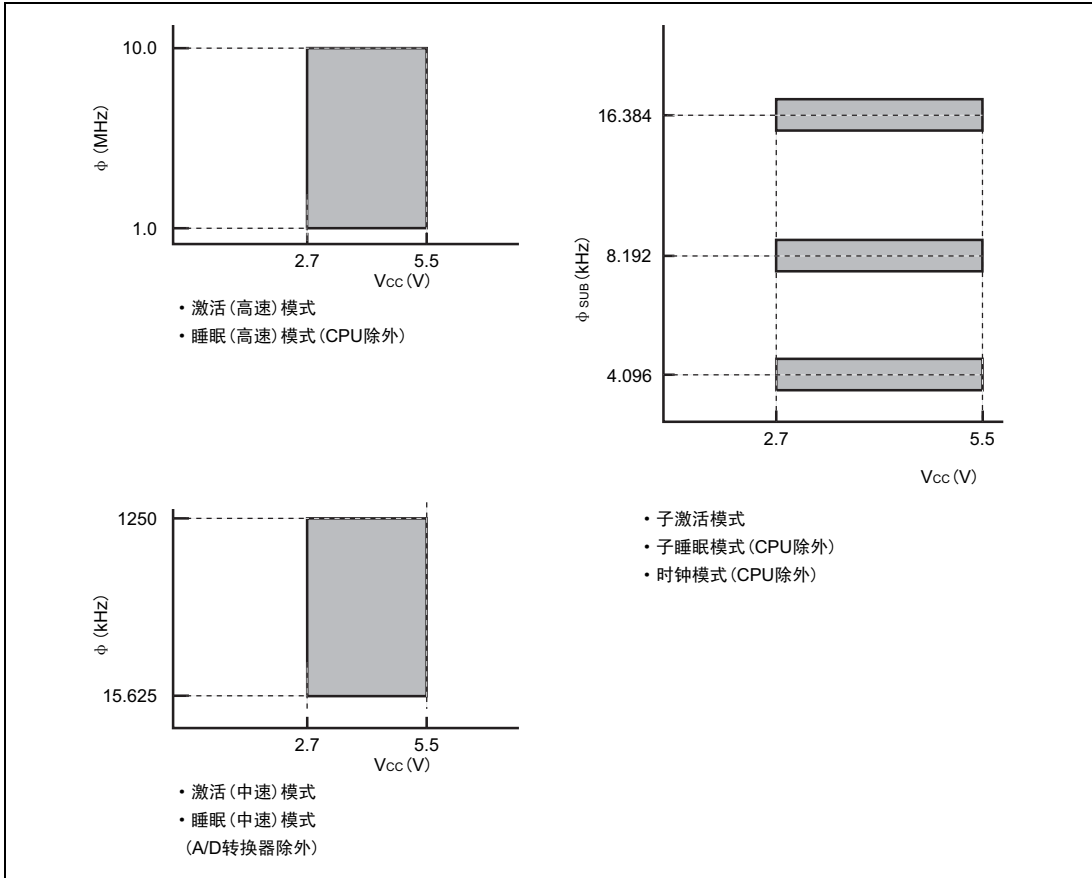 10.0
φ (MHz)
1.0
2.7
5.5
Vcc (V)
・激活(高速)模式
・睡眠(高速)模式(CPU除外)
16.384
8.192
φ SUB (kHz)
4.096
2.7
5.5
Vcc (V)
・子激活模式
・子睡眠模式(CPU除外)
・时钟模式(CPU除外)
1250
φ (kHz)
15.625
2.7
5.5
Vcc (V)
・激活(中速)模式
・睡眠(中速)模式
(A/D转换器除外)